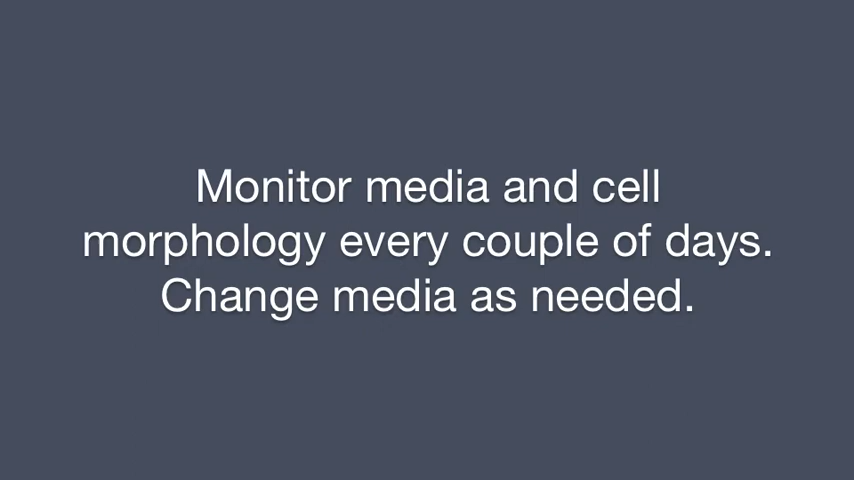 Monitor media and cell
morphology every couple of days.
Change media as needed.